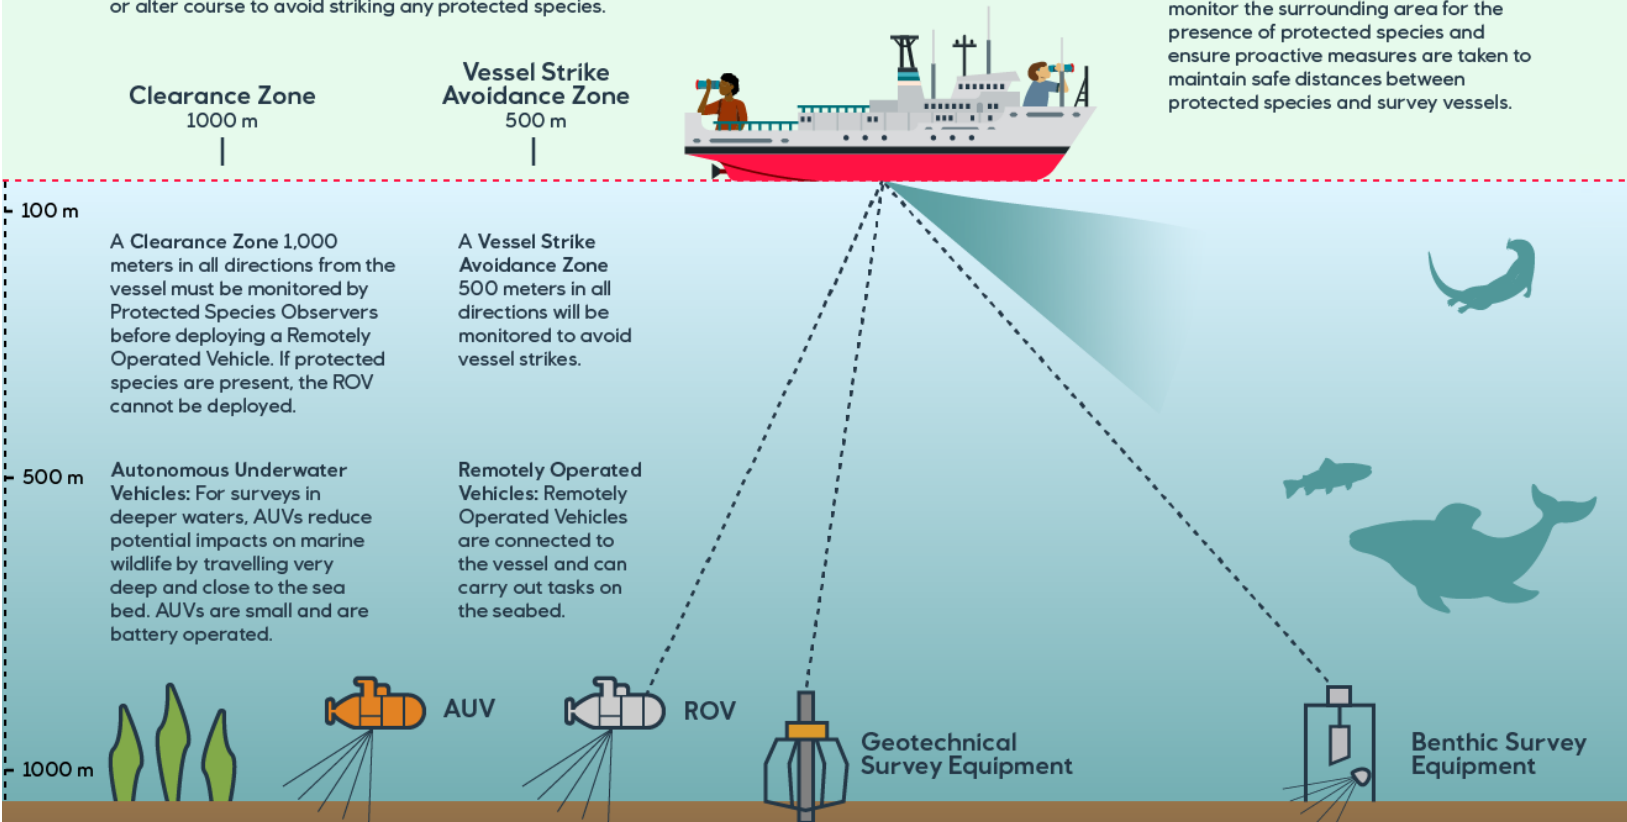 or alter course to avoid striking any protected species.
monitor the surrounding area for the
presence of protected species and
ensure proactive measures are taken to
maintain safe distances between
protected species and survey vessels.
Clearance Zone
1000 m
Vessel Strike
Avoidance Zone
500 m
100 m
A Clearance Zone 1,000
meters in all directions from the
vessel must be monitored by
Protected Species Observers
before deploying a Remotely
Operated Vehicle. If protected
species are present, the ROV
cannot be deployed.
A Vessel Strike
Avoidance Zone
500 meters in all
directions will be
monitored to avoid
vessel strikes.
500 m
Autonomous Underwater
Vehicles: For surveys in
deeper waters, AUVs reduce
potential impacts on marine
wildlife by travelling very
deep and close to the sea
bed. AUVs are small and are
battery operated.
Remotely Operated
Vehicles: Remotely
Operated Vehicles
are connected to
the vessel and can
carry out tasks on
the seabed.
AUV
ROV
Geotechnical
Survey Equipment
Benthic Survey
Equipment
1000 m